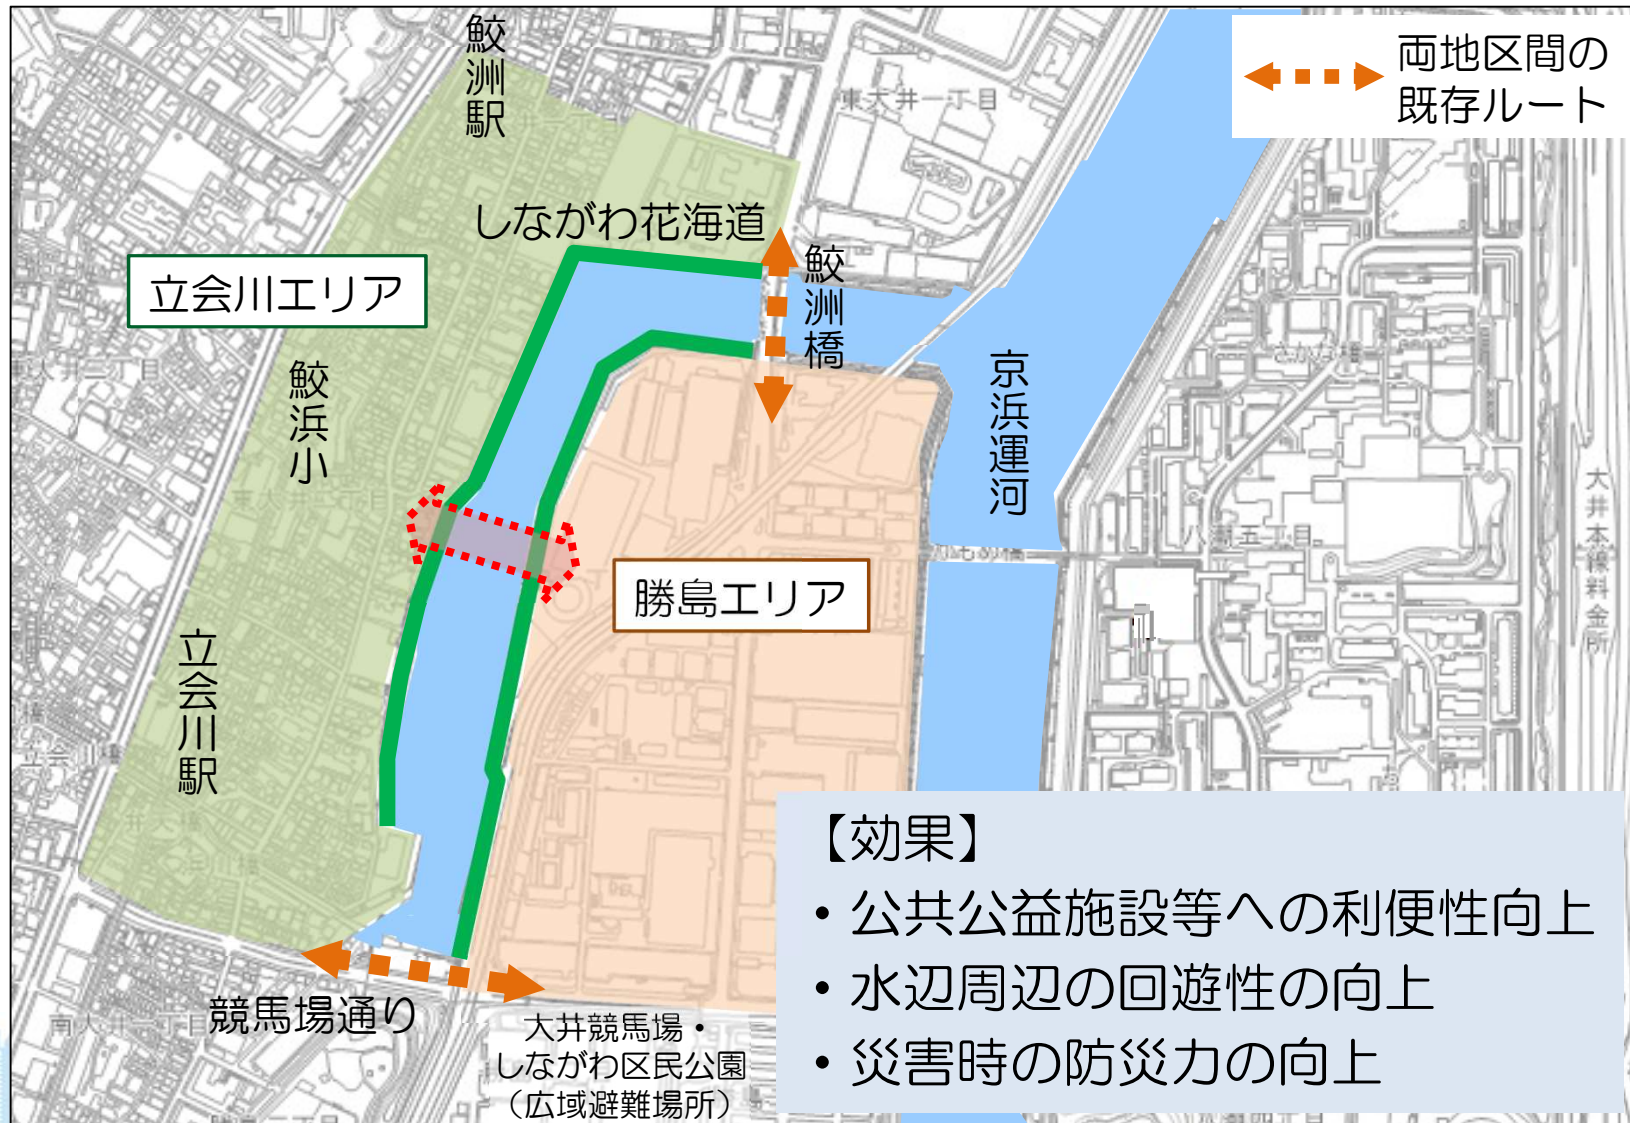 鮫洲駅
両地区間の
既存ルート
東大井一丁目
しながわ花海道
鮫洲橋
立会川エリア
京浜運河
鮫浜小
大井本線料金所
八潮五丁目
勝島エリア
立会川駅
【効果】
・公共公益施設等への利便性向上
・水辺周辺の回遊性の向上
・災害時の防災力の向上
競馬場通り
大井競馬場・
しながわ区民公園
（広域避難場所）